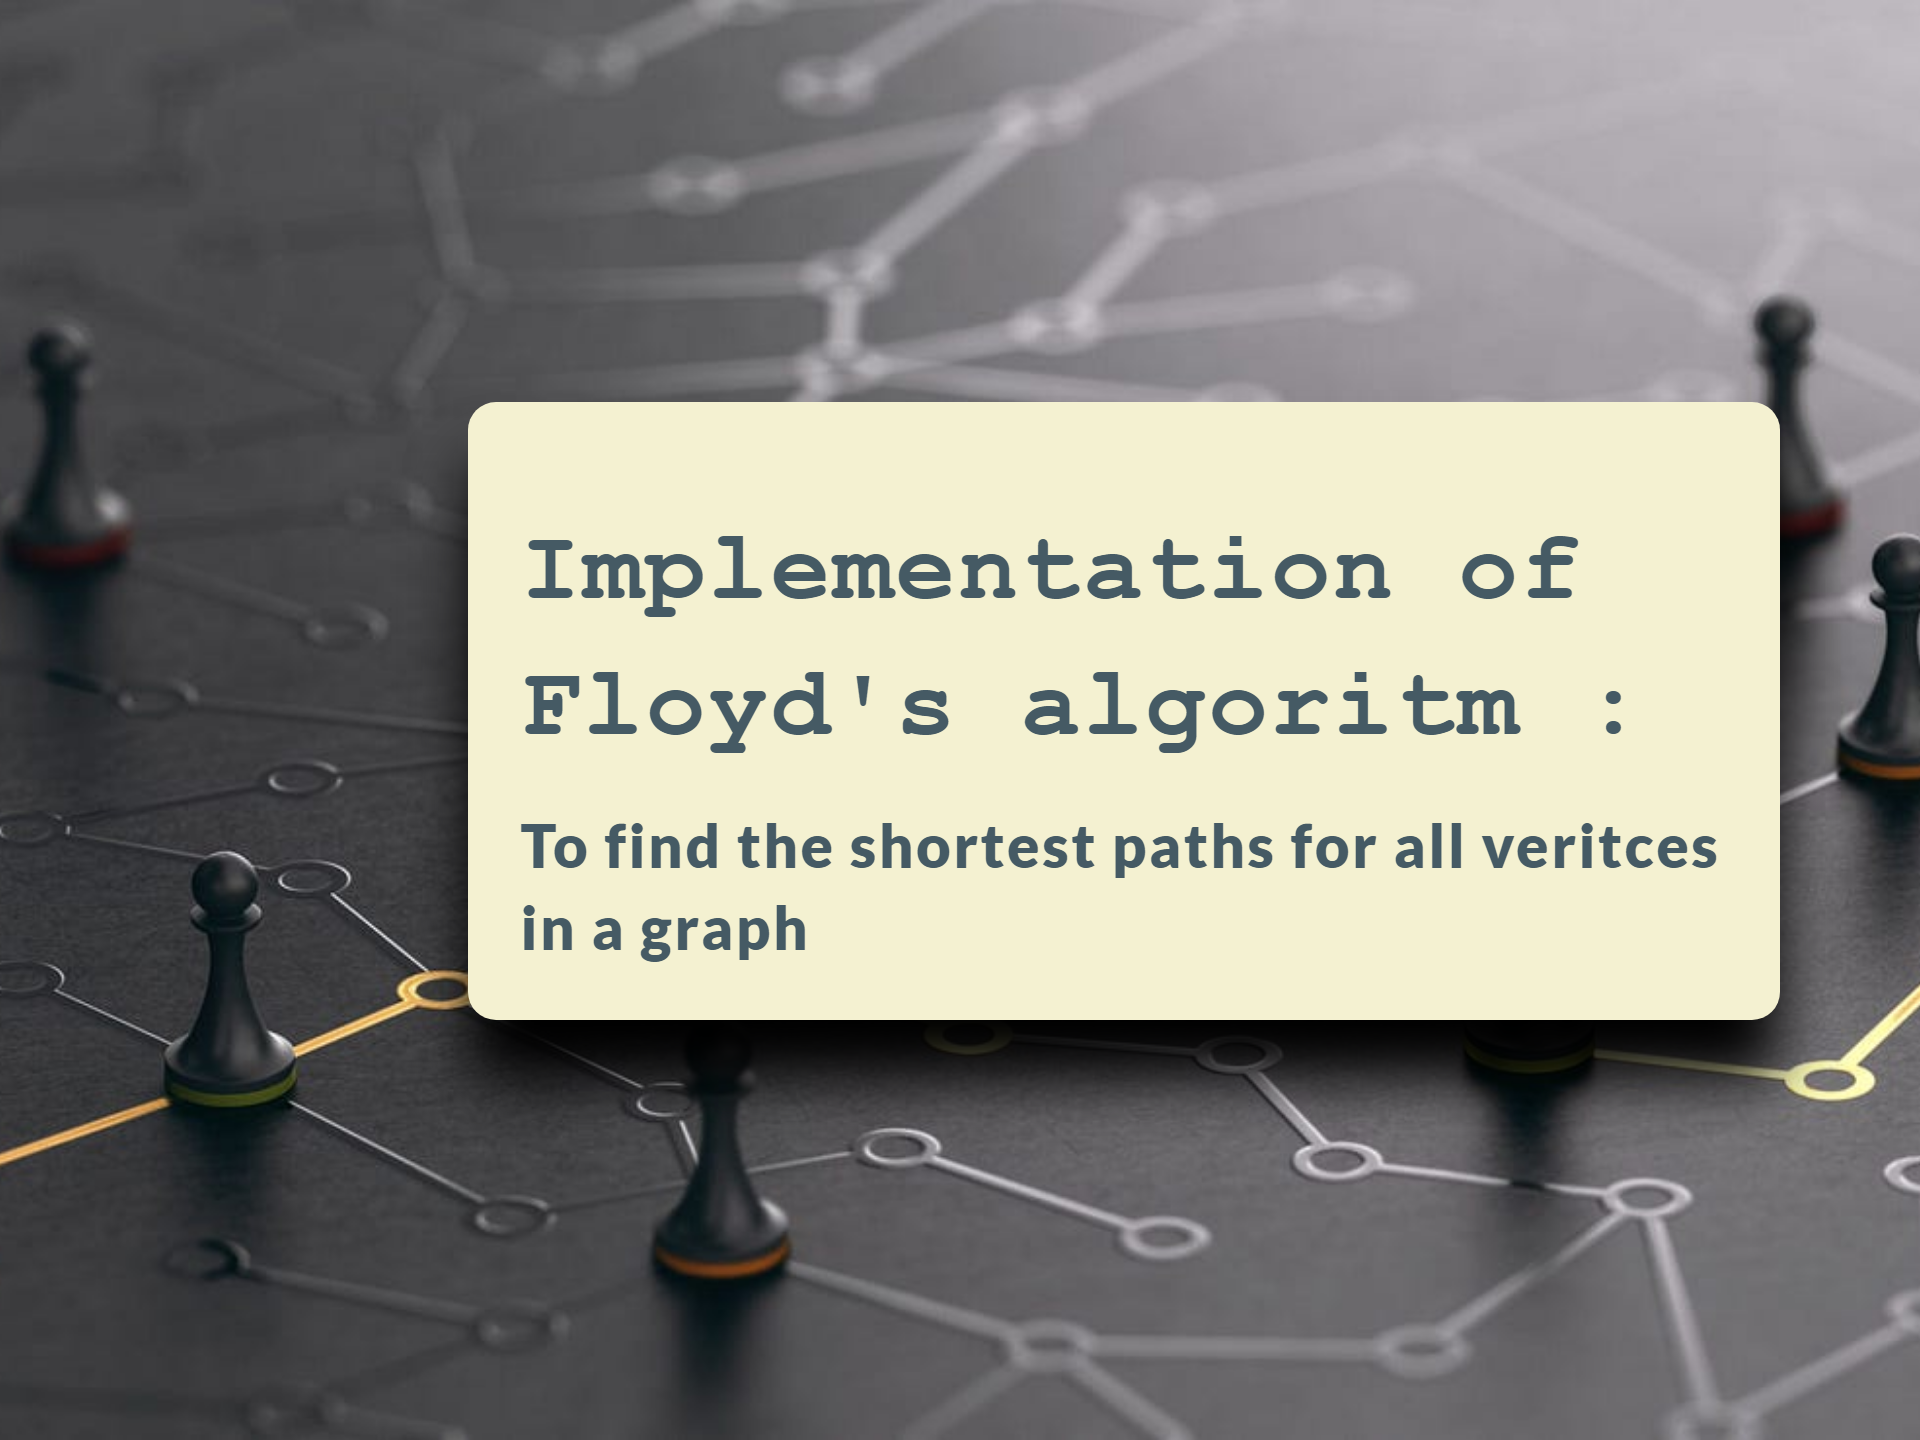 Implementation of
Floyd's algoritm :
To find the shortest paths for all veritces
in a graph